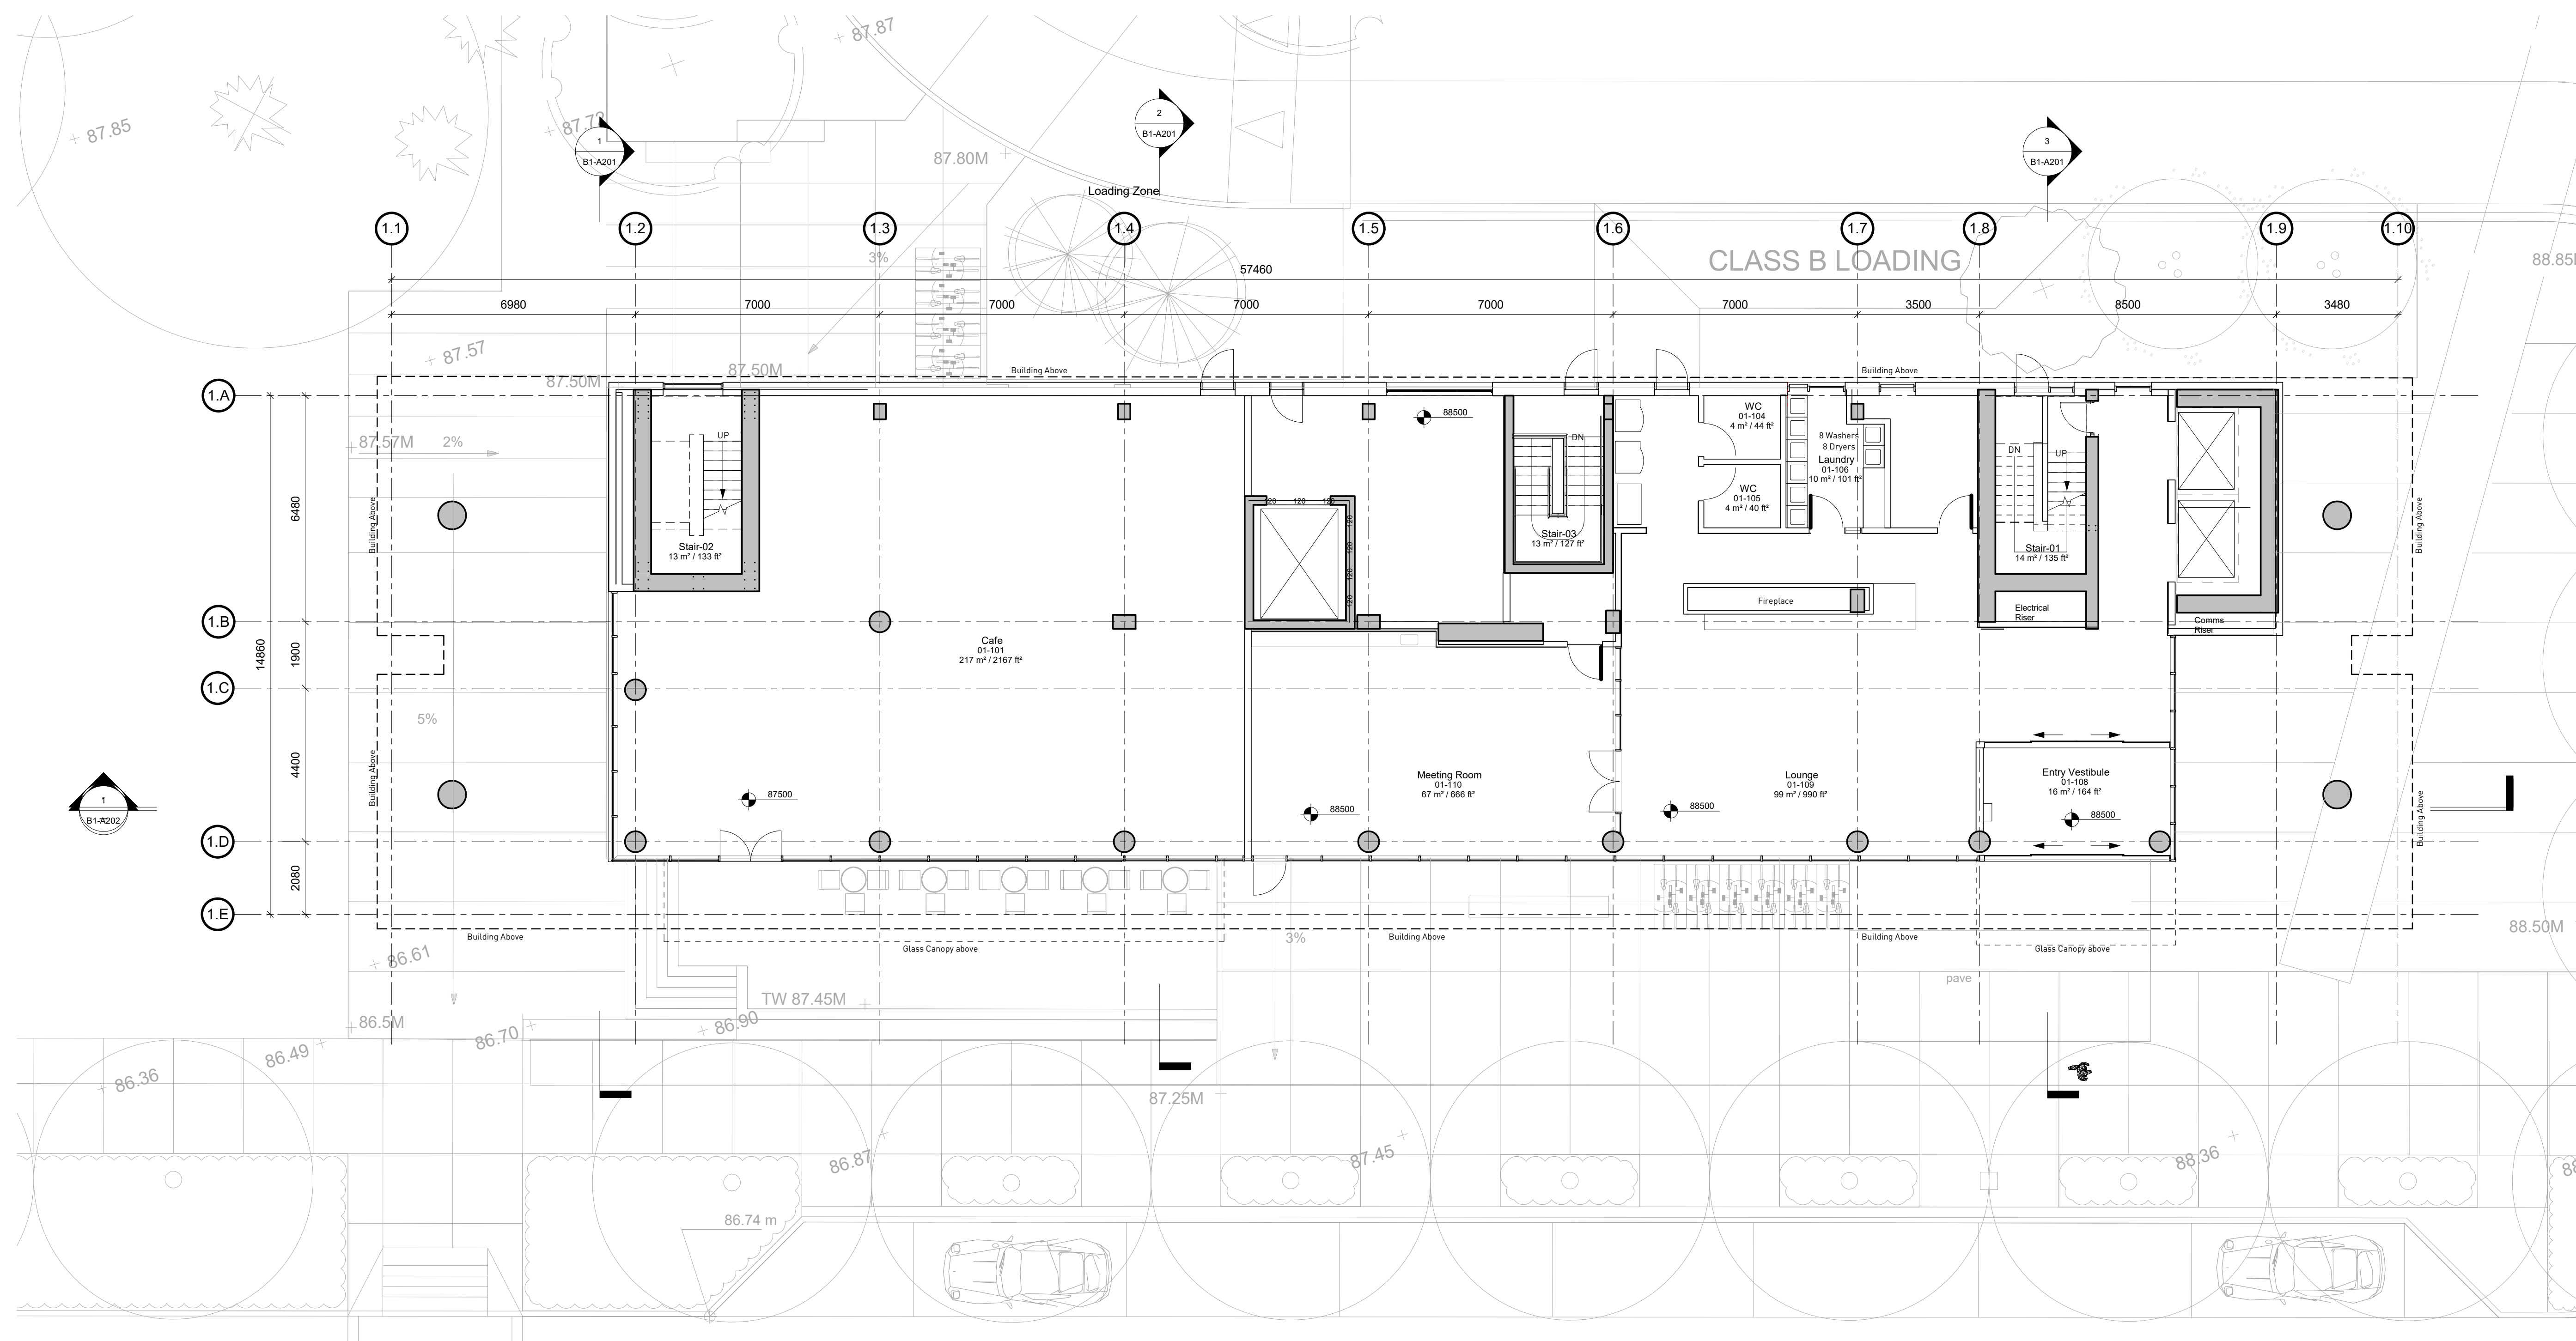 87.87
87.85
87.72
1
B1-A201
2
B1-A201
3
B1-A201
87.80M
Loading Zone
1.1
1.2
1.3
1.4
1.5
1.6
1.7
1.8
1.9
1.10
3%
CLASS B LOADING
57460
6980
7000
7000
7000
7000
7000
3500
8500
3480
87.57
87.50M
87.50M
Building Above
Building Above
1.A
1.B
1.C
1.D
1.E
14860
6480
1900
4400
2080
87.57M
2%
5%
Building Above
Building Above
Building Above
Building Above
UP
Stair-02
13 m² / 133 ft²
88500
120
120
120
120
120
120
120
DN
Stair-03
13 m² / 127 ft²
WC
01-104
4 m² / 44 ft²
WC
01-105
4 m² / 40 ft²
8 Washers
8 Dryers
Laundry
01-106
10 m² / 101 ft²
DN
UP
Stair-01
14 m² / 135 ft²
Fireplace
Electrical
Riser
Comms
Riser
Cafe
01-101
217 m² / 2167 ft²
87500
Meeting Room
01-110
67 m² / 666 ft²
88500
Lounge
01-109
99 m² / 990 ft²
88500
Entry Vestibule
01-108
16 m² / 164 ft²
88500
1
B1-A202
Building Above
Building Above
Building Above
Glass Canopy above
Glass Canopy above
3%
86.61
88.50M
pave
TW 87.45M
86.5M
86.70
86.90
86.49
86.36
87.25M
86.87
87.45
88.36
86.74 m